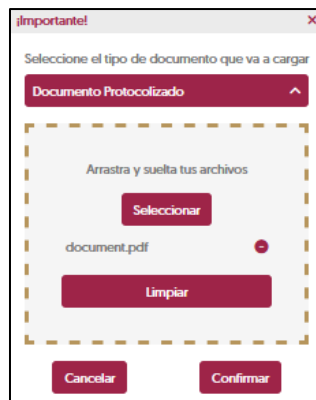 ¡Importante!
Seleccione el tipo de documento que va a cargar
Documento Protocolizado
Arrastra y suelta tus archivos
Seleccionar
document.pdf
Limpiar
Cancelar Confirmar